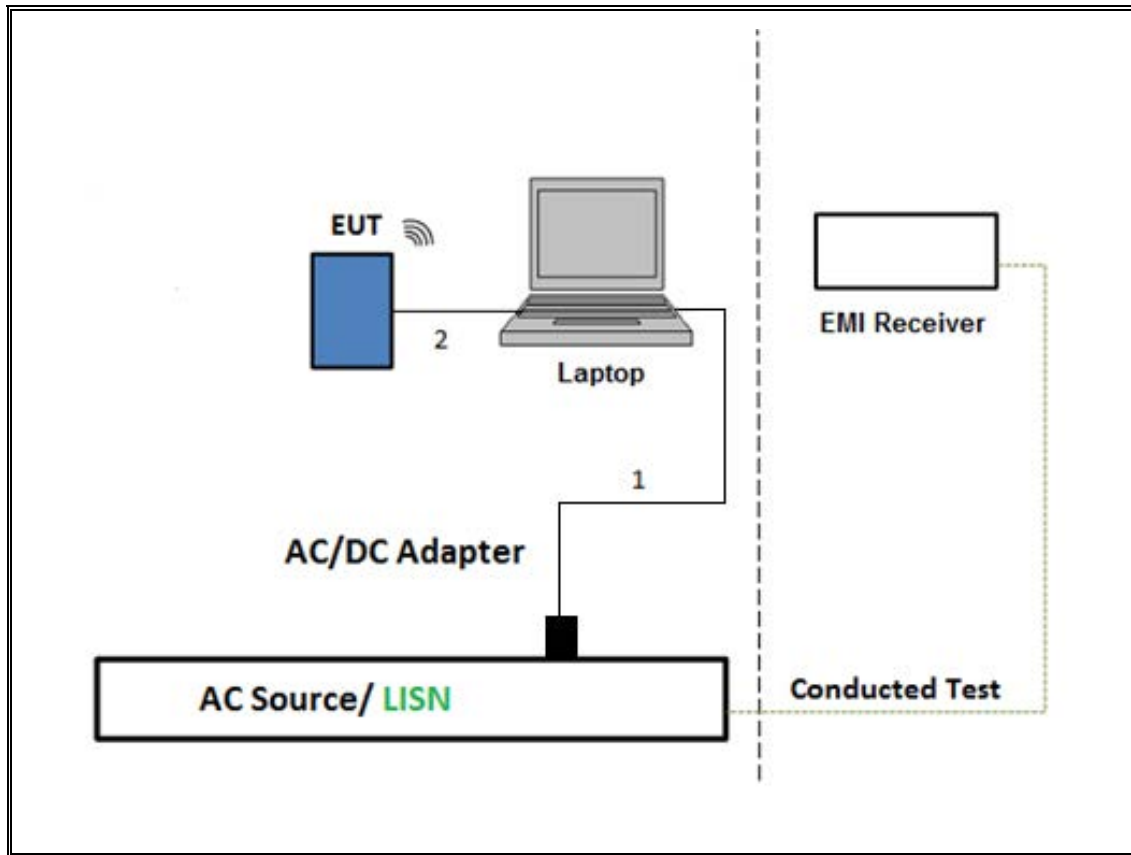 EUT
2
Laptop
EMI Receiver
1
AC/DC Adapter
AC Source/ LISN
Conducted Test